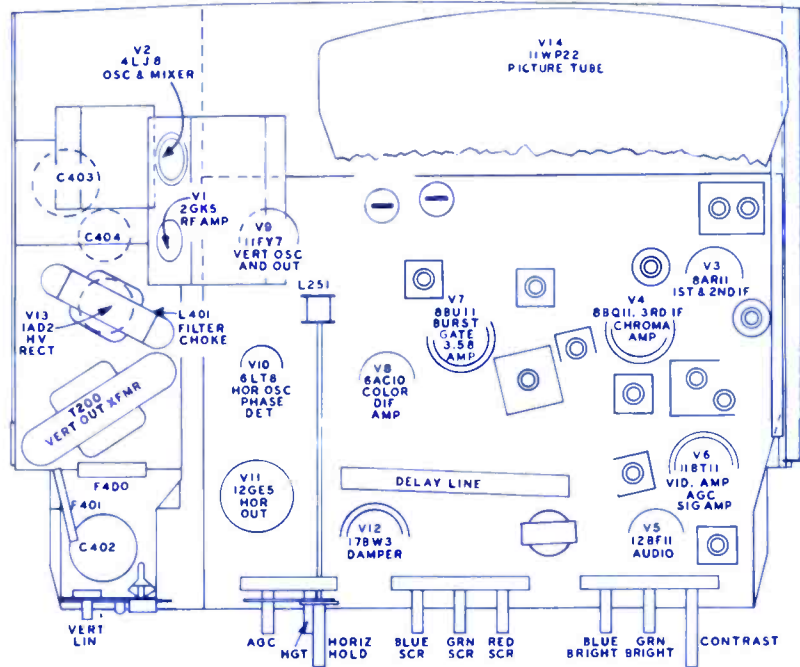 V2
4LJ8
OSC & MIXER
V14
11WP22
PICTURE TUBE
C403
V1
2GK5
RF AMP
C404
V9
11FY7
VERT OSC
AND OUT
V3
8AR11
1ST & 2ND IF
L251
V7
8BU11
BURST
GATE
3.58
AMP
V4
8BQ11. 3RD IF
CHROMA
AMP
V13
1AD2
HV
RECT
L401
FILTER
CHOKE
V10
6LT8
HOR OSC
PHASE
DET
V8
6AC10
COLOR
DIF
AMP
T200
VERT OUT XFMR
V6
11BT11
VID. AMP
AGC
SIG AMP
F400
V11
12GE5
HOR
OUT
DELAY LINE
F401
C402
V12
17BW3
DAMPER
V5
12BF11
AUDIO
VERT
LIN
AGC
HGT
HORIZ
HOLD
BLUE
SCR
GRN
SCR
RED
SCR
BLUE
BRIGHT
GRN
BRIGHT
CONTRAST